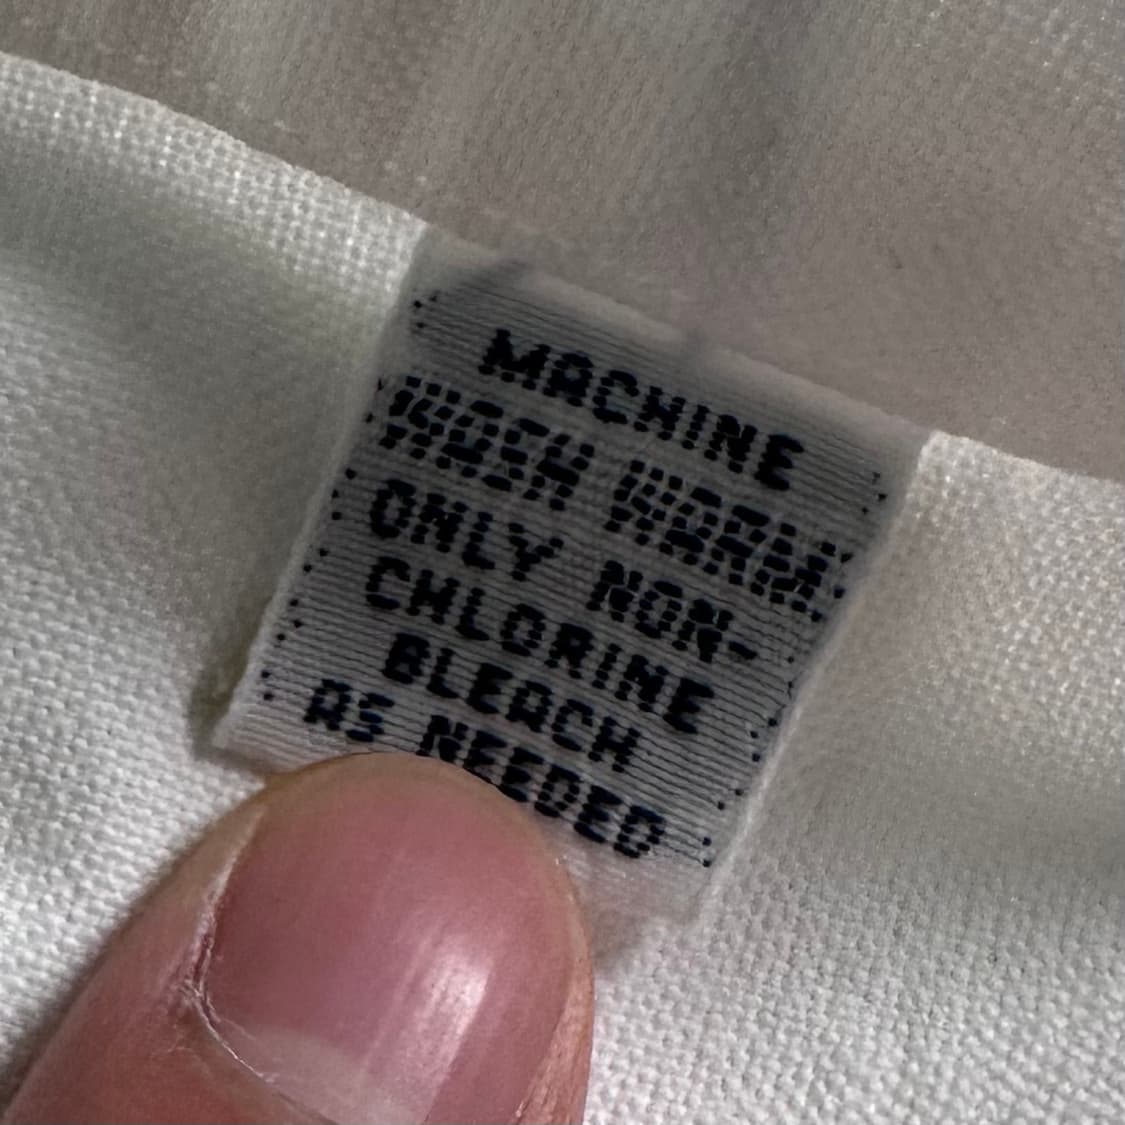 MACHINE
WASH WARM
ONLY NON-
CHLORINE
BLEACH
AS NEEDED